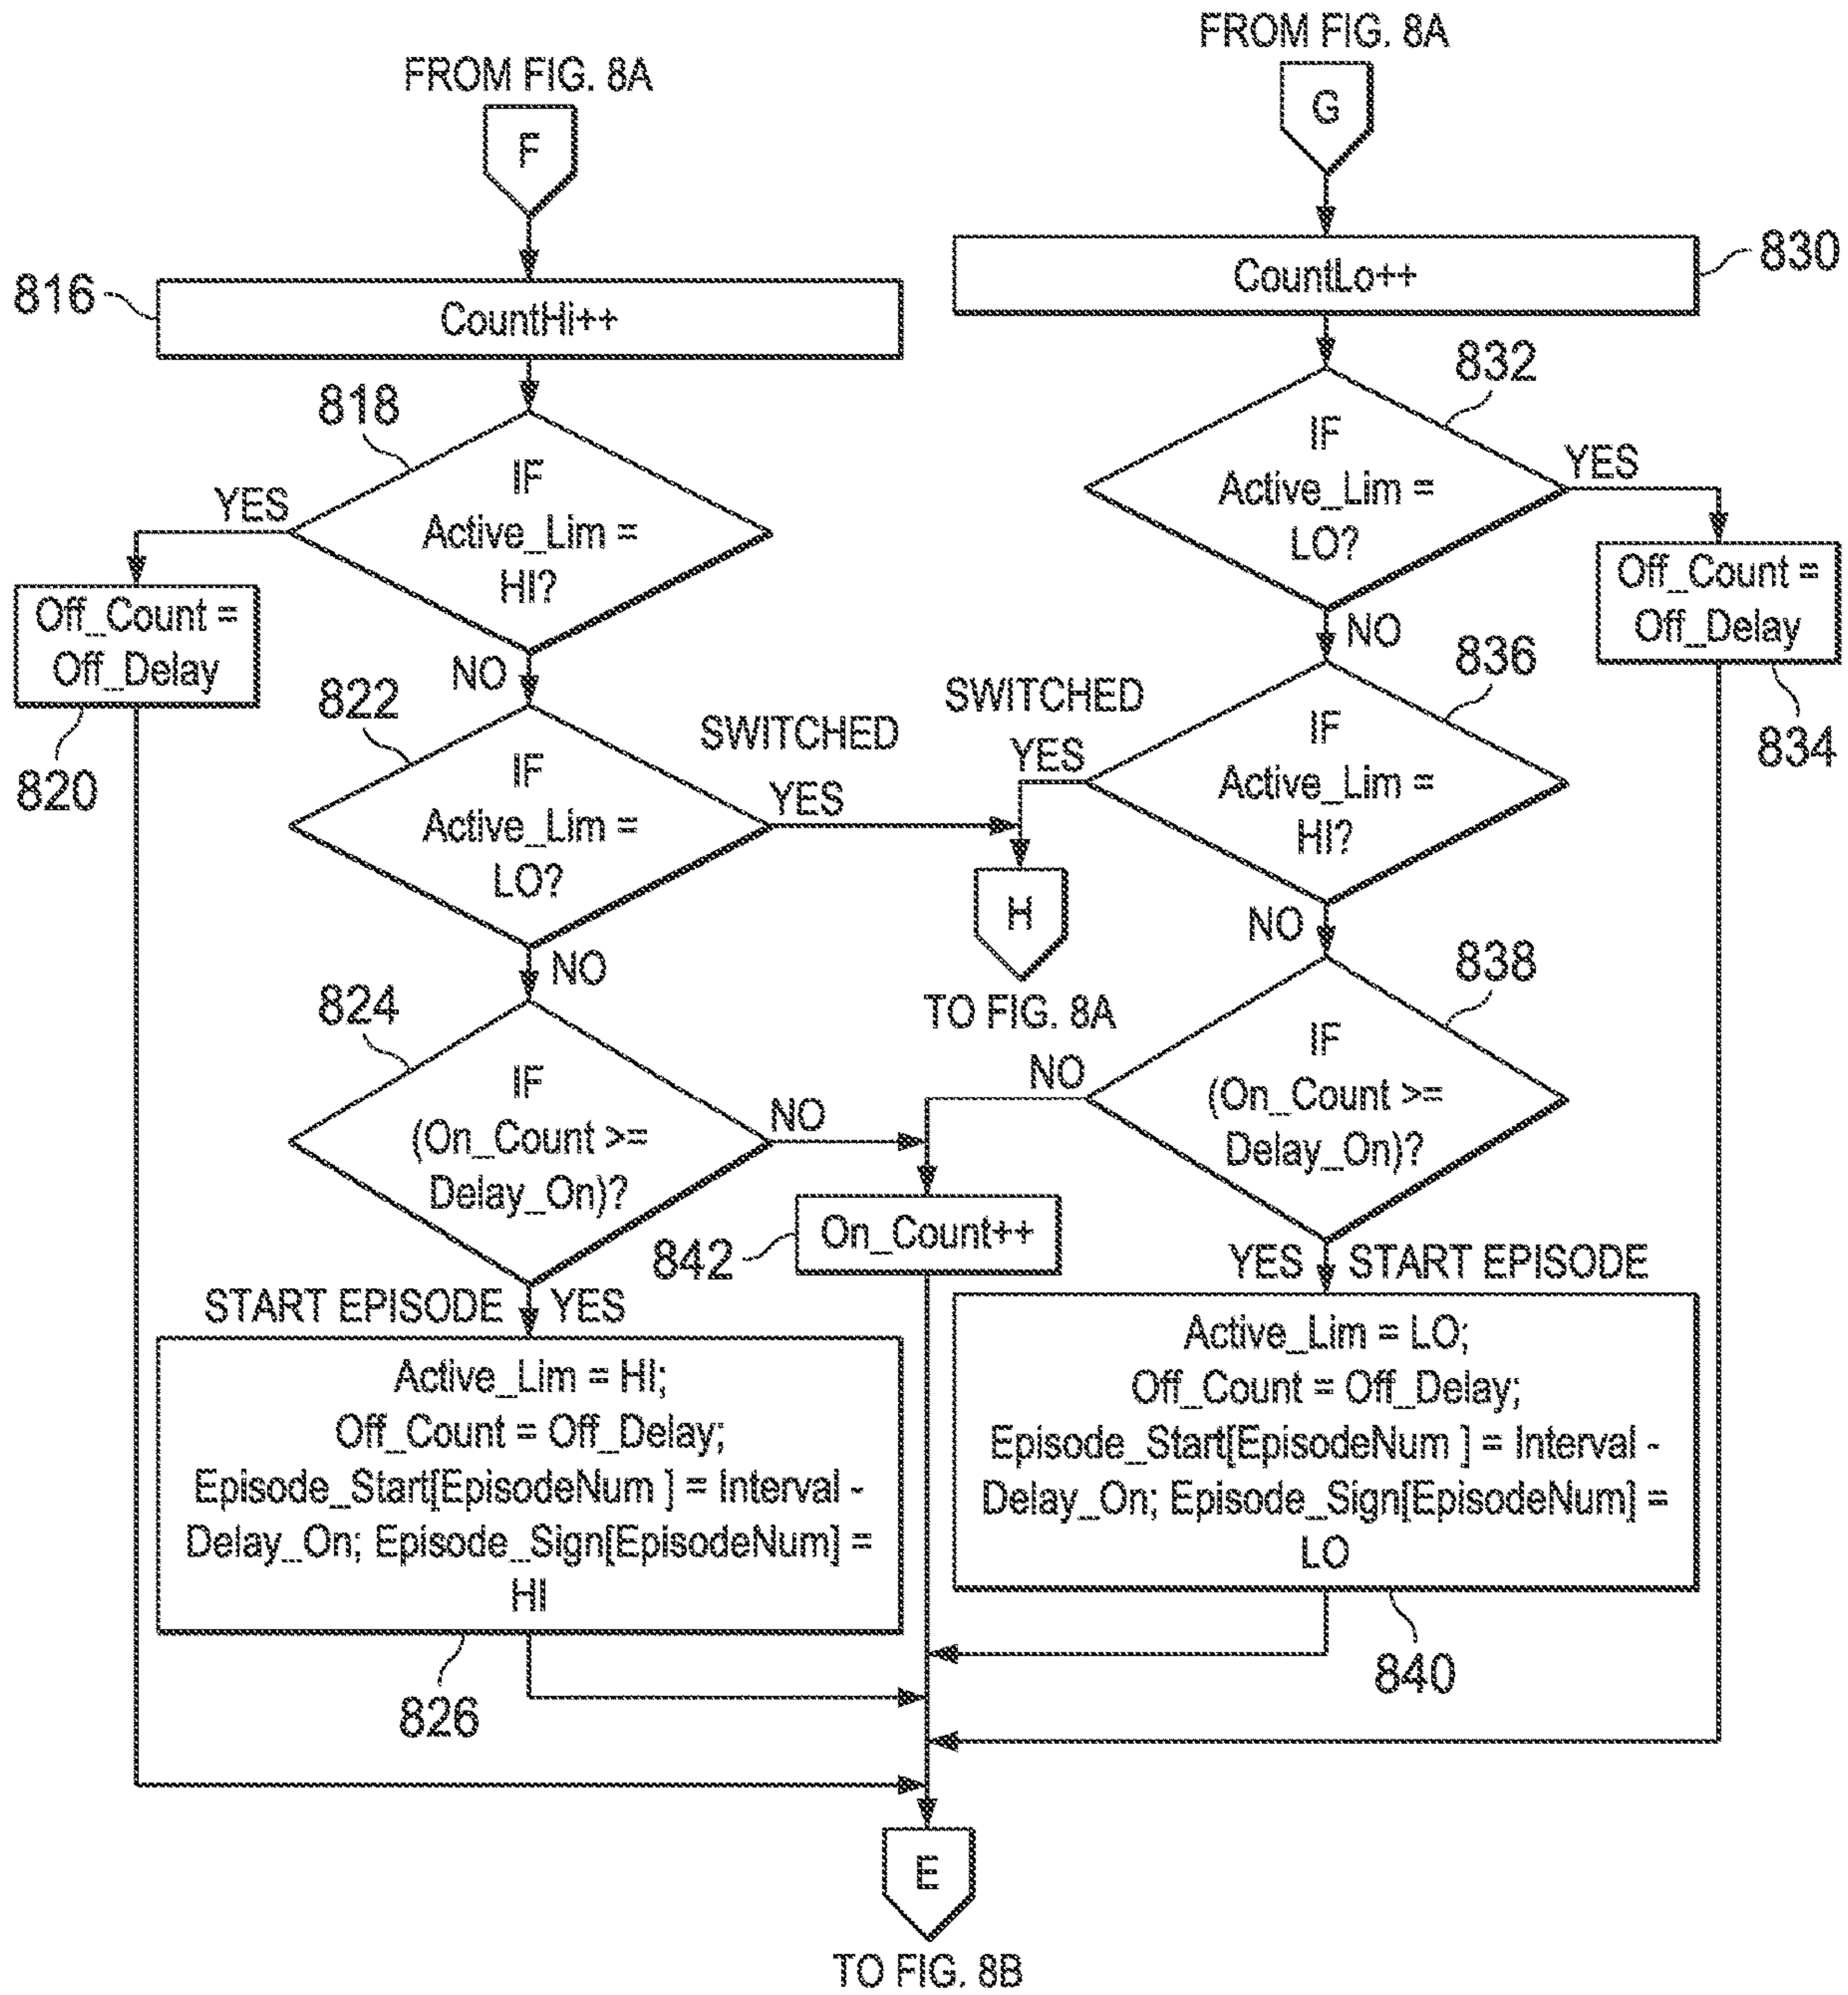 FROM FIG. 8A
F
816
CountHi++
818
IF
Active_Lim =
HI?
YES
Off_Count =
Off_Delay
820
NO
822
IF
Active_Lim =
LO?
SWITCHED
YES
NO
824
IF
(On_Count >=
Delay_On)?
NO
On_Count++
842
START EPISODE
YES
Active_Lim = HI;
Off_Count = Off_Delay;
Episode_Start[EpisodeNum ] = Interval -
Delay_On; Episode_Sign[EpisodeNum] =
HI
826
FROM FIG. 8A
G
CountLo++
830
832
IF
Active_Lim =
LO?
YES
Off_Count =
Off_Delay
834
NO
836
IF
Active_Lim =
HI?
SWITCHED
YES
H
TO FIG. 8A
NO
838
IF
(On_Count >=
Delay_On)?
NO
YES
START EPISODE
Active_Lim = LO;
Off_Count = Off_Delay;
Episode_Start[EpisodeNum ] = Interval -
Delay_On; Episode_Sign[EpisodeNum] =
LO
840
E
TO FIG. 8B